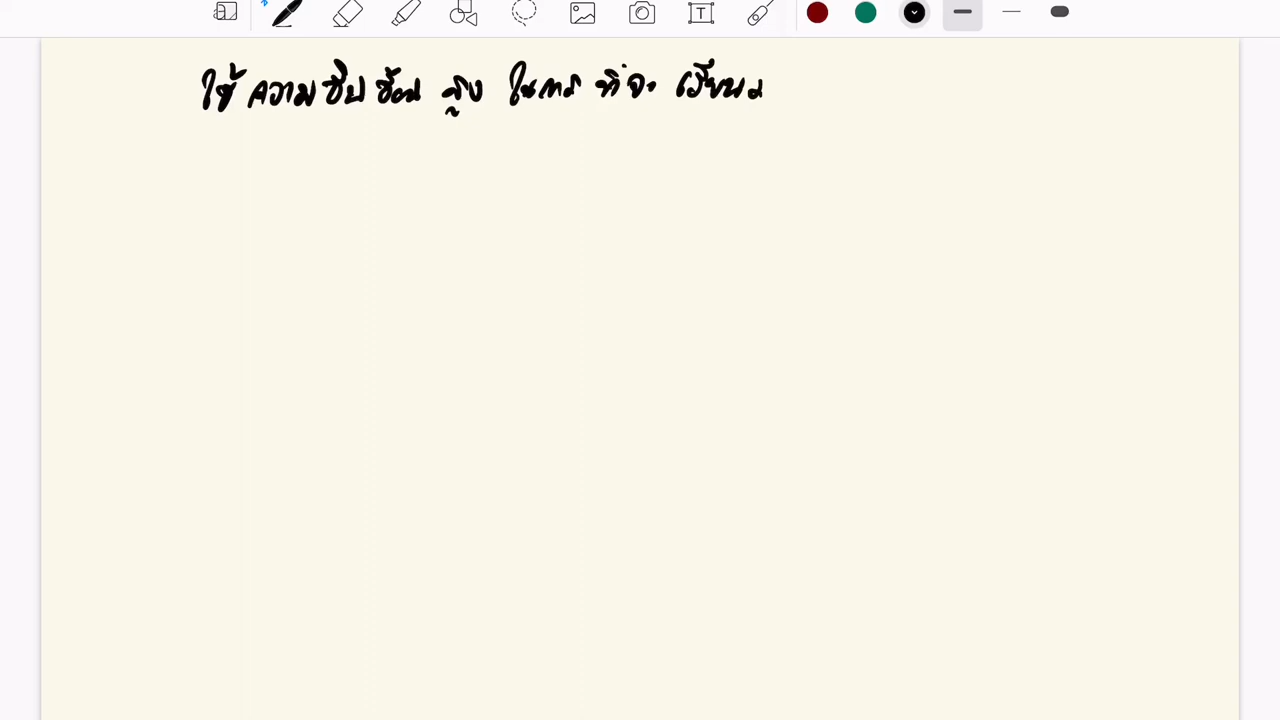 ใช้ ความซับซ้อน สูง ในการ ที่จะ เรียน